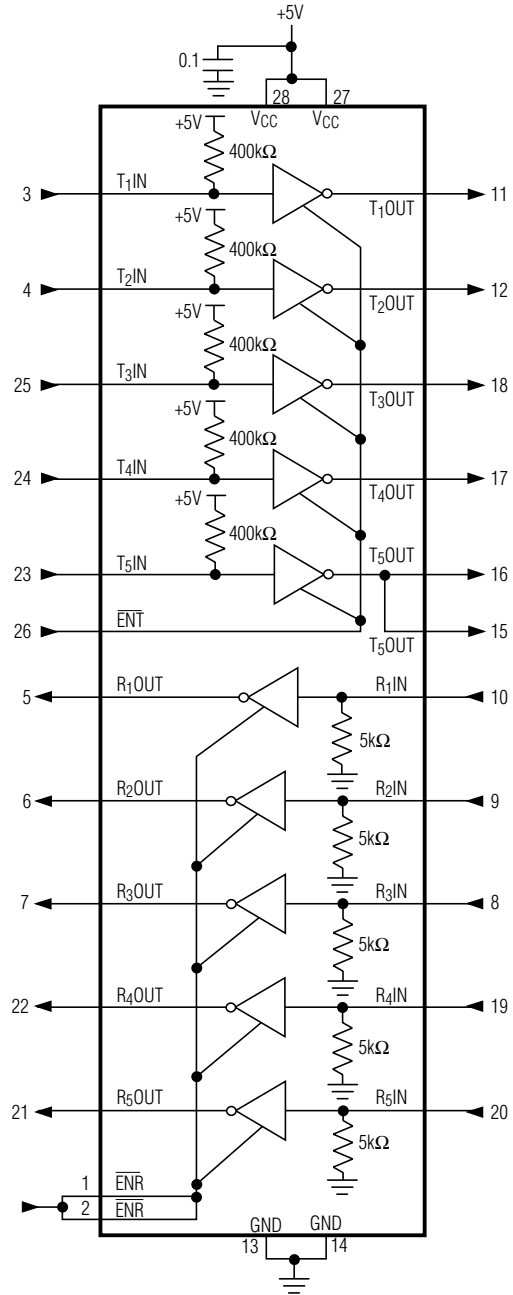 +5V
0.1
28 27
VCC VCC
+5V
400kΩ
3 T1IN T1OUT 11
+5V
400kΩ
4 T2IN T2OUT 12
+5V
400kΩ
25 T3IN T3OUT 18
+5V
400kΩ
24 T4IN T4OUT 17
+5V
400kΩ
23 T5IN T5OUT 16
26 E̅N̅T̅ 15
T5OUT
5 R1OUT R1IN 10
5kΩ
6 R2OUT R2IN 9
5kΩ
7 R3OUT R3IN 8
5kΩ
22 R4OUT R4IN 19
5kΩ
21 R5OUT R5IN 20
5kΩ
1 E̅N̅R̅
2 E̅N̅R̅
GND GND
13 14